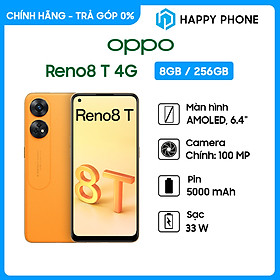 CHÍNH HÃNG - TRẢ GÓP 0%
HAPPY PHONE
oppo
Reno8 T 4G
8GB / 256GB
Reno8 T
8T
Màn hình
AMOLED, 6.4"
Camera
Chính: 100 MP
Pin
5000 mAh
Sạc
33 W